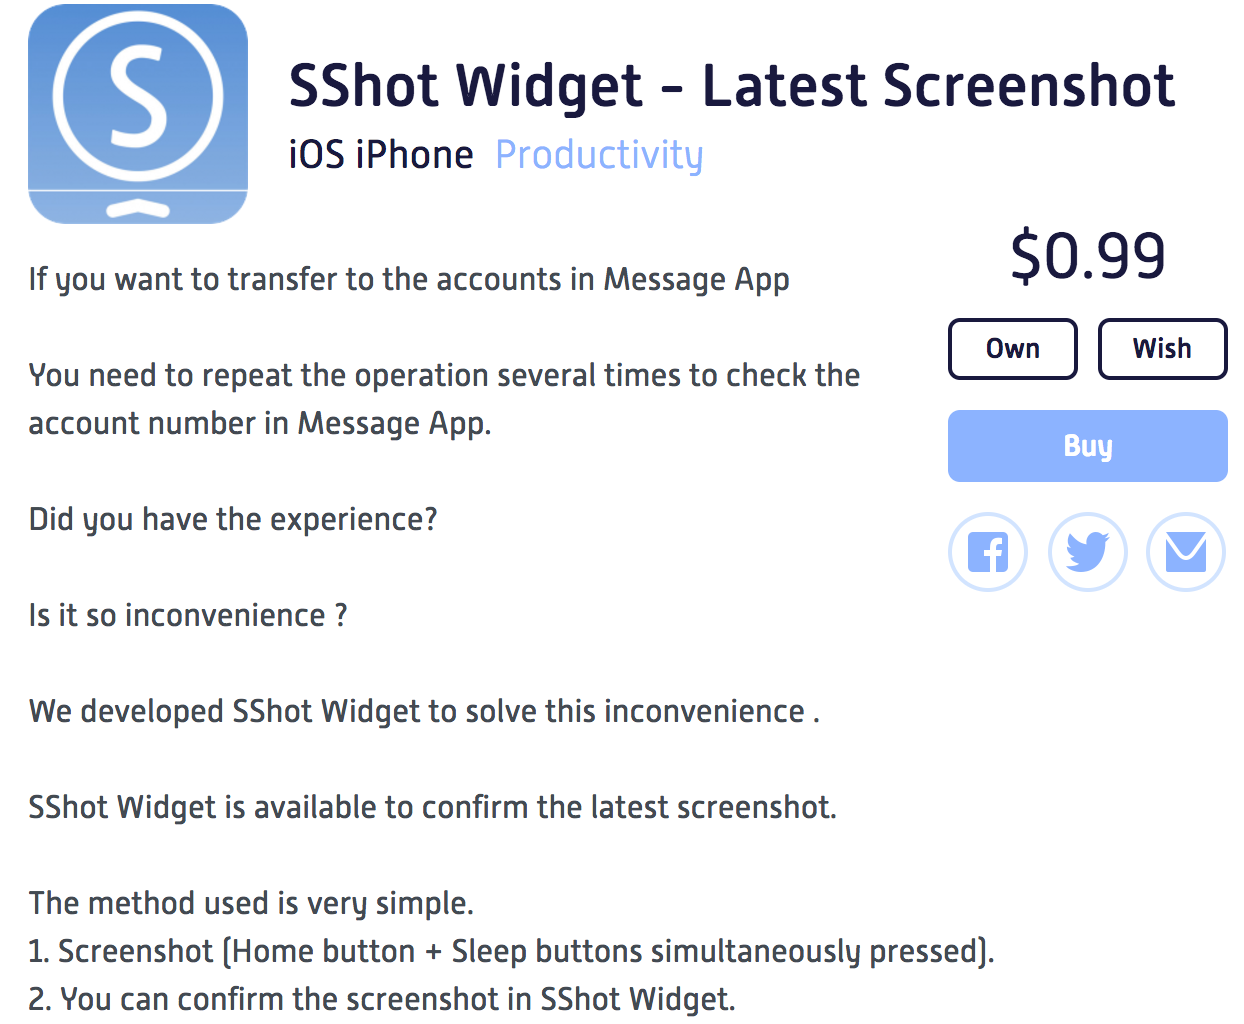 S
SShot Widget - Latest Screenshot
iOS iPhone Productivity
$0.99
Own Wish
Buy
If you want to transfer to the accounts in Message App
You need to repeat the operation several times to check the
account number in Message App.
Did you have the experience?
Is it so inconvenience ?
We developed SShot Widget to solve this inconvenience .
SShot Widget is available to confirm the latest screenshot.
The method used is very simple.
1. Screenshot (Home button + Sleep buttons simultaneously pressed).
2. You can confirm the screenshot in SShot Widget.